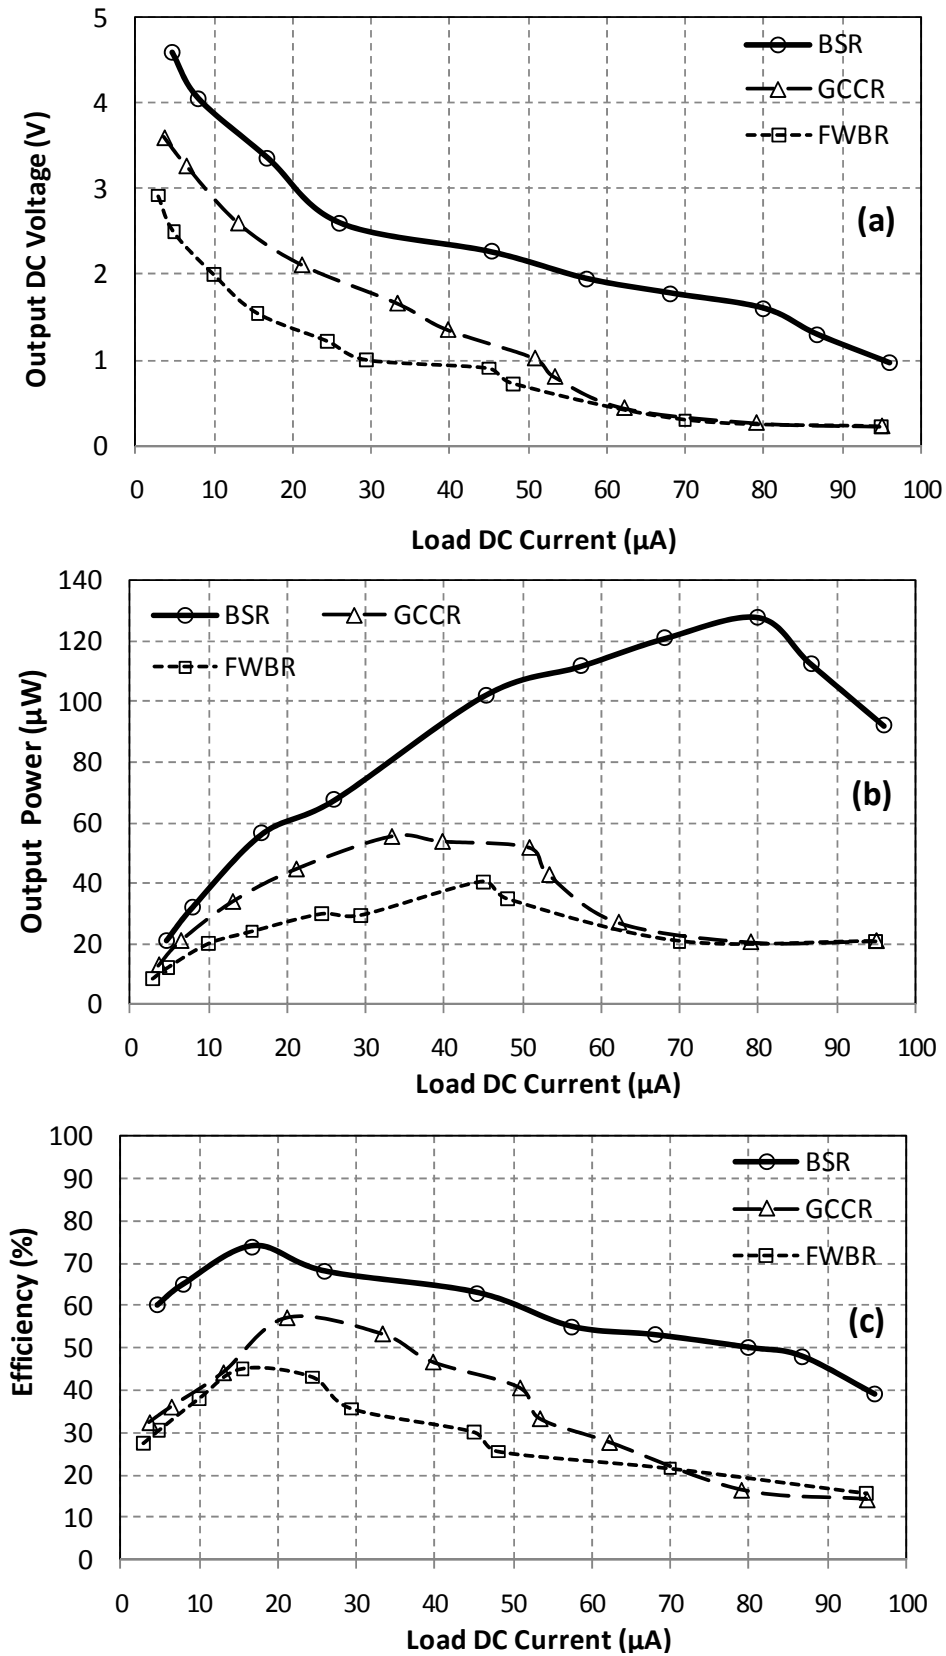 5
BSR
4
GCCR
FWBR
3
(a)
Output DC Voltage (V)
2
1
0
0 10 20 30 40 50 60 70 80 90 100
Load DC Current (μA)
140
BSR GCCR
120
FWBR
100
80
(b)
Output Power (μW)
60
40
20
0
0 10 20 30 40 50 60 70 80 90 100
Load DC Current (μA)
100
BSR
90
GCCR
80
FWBR
70
60
(c)
Efficiency (%)
50
40
30
20
10
0
0 10 20 30 40 50 60 70 80 90 100
Load DC Current (μA)